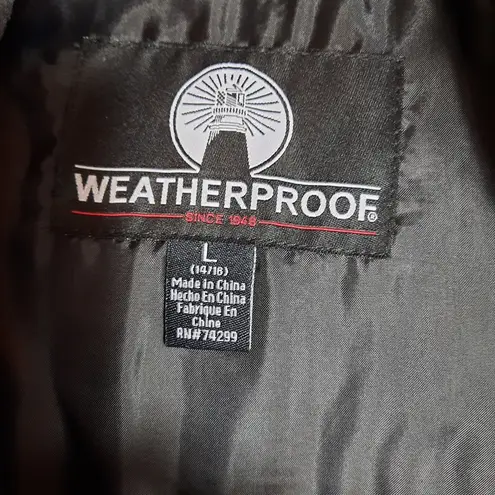 WEATHERPROOF®
SINCE 1948
L
(14/16)
Made in China
Hecho En China
Fabrique En
Chine
RN#74299